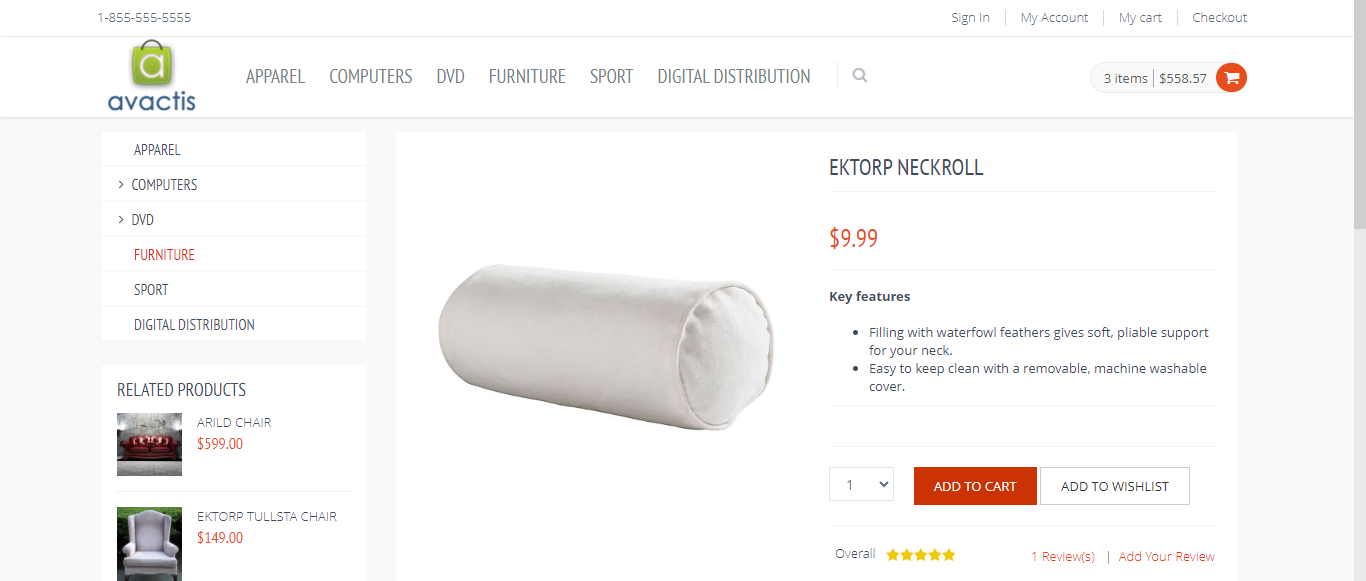 1-855-555-5555
Sign In
My Account
My cart
Checkout
a
avactis
APPAREL
COMPUTERS
DVD
FURNITURE
SPORT
DIGITAL DISTRIBUTION
3 items
$558.57
APPAREL
COMPUTERS
DVD
FURNITURE
SPORT
DIGITAL DISTRIBUTION
RELATED PRODUCTS
ARILD CHAIR
$599.00
EKTORP TULLSTA CHAIR
$149.00
EKTORP NECKROLL
$9.99
Key features
Filling with waterfowl feathers gives soft, pliable support
for your neck.
Easy to keep clean with a removable, machine washable
cover.
1
ADD TO CART
ADD TO WISHLIST
Overall
1 Review(s) | Add Your Review